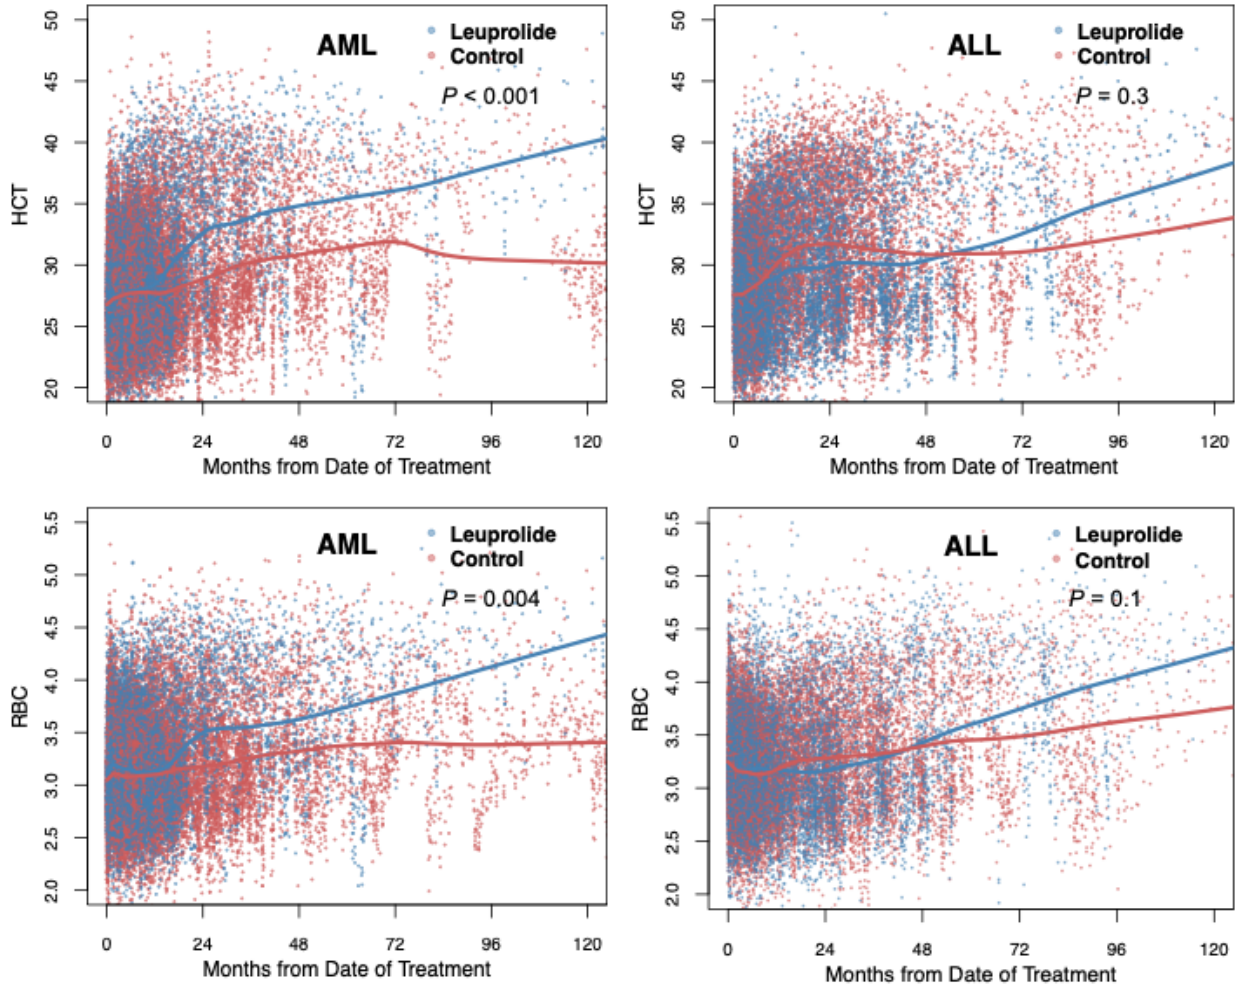 AML
Leuprolide
Control
P < 0.001
HCT
50
45
40
35
30
25
20
0 24 48 72 96 120
Months from Date of Treatment
ALL
Leuprolide
Control
P = 0.3
HCT
50
45
40
35
30
25
20
0 24 48 72 96 120
Months from Date of Treatment
AML
Leuprolide
Control
P = 0.004
RBC
5.5
5.0
4.5
4.0
3.5
3.0
2.5
2.0
0 24 48 72 96 120
Months from Date of Treatment
ALL
Leuprolide
Control
P = 0.1
RBC
5.5
5.0
4.5
4.0
3.5
3.0
2.5
2.0
0 24 48 72 96 120
Months from Date of Treatment